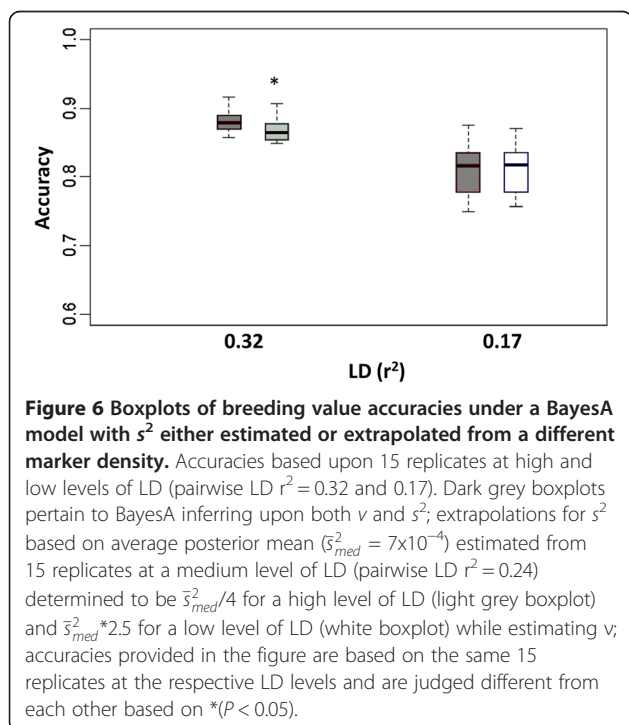 1.0
0.9
0.8
0.7
0.6
Accuracy
*
0.32
0.17
LD (r²)
Figure 6 Boxplots of breeding value accuracies under a BayesA
model with s² either estimated or extrapolated from a different
marker density. Accuracies based upon 15 replicates at high and
low levels of LD (pairwise LD r² = 0.32 and 0.17). Dark grey boxplots
pertain to BayesA inferring upon both v and s²; extrapolations for s²
based on average posterior mean (s̄²med = 7x10⁻⁴) estimated from
15 replicates at a medium level of LD (pairwise LD r² = 0.24)
determined to be s̄²med/4 for a high level of LD (light grey boxplot)
and s̄²med*2.5 for a low level of LD (white boxplot) while estimating v;
accuracies provided in the figure are based on the same 15
replicates at the respective LD levels and are judged different from
each other based on *(P < 0.05).